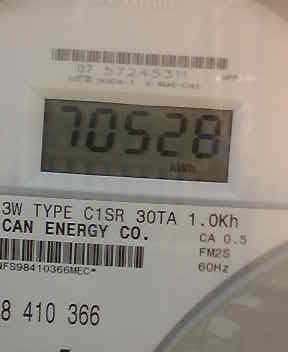 07 57245311
70528
kWh
3W TYPE C1SR 30TA 1.0Kh
CAN ENERGY CO.
CA 0.5
FM2S
60Hz
NFS98410366MEC*
8 410 366